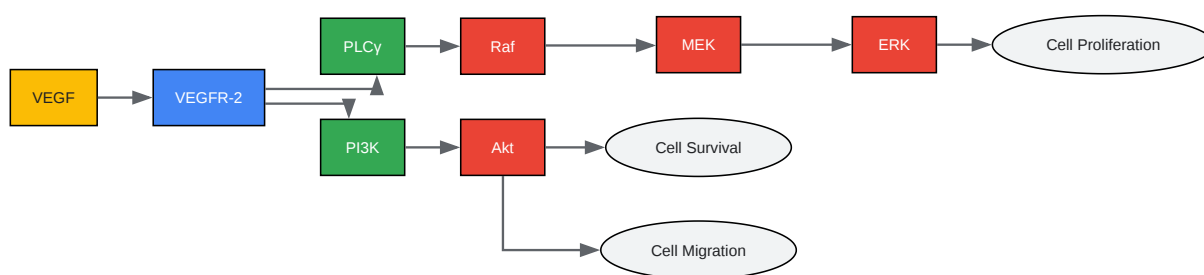 PLCγ
Raf
MEK
ERK
Cell Proliferation
VEGF
VEGFR-2
PI3K
Akt
Cell Survival
Cell Migration